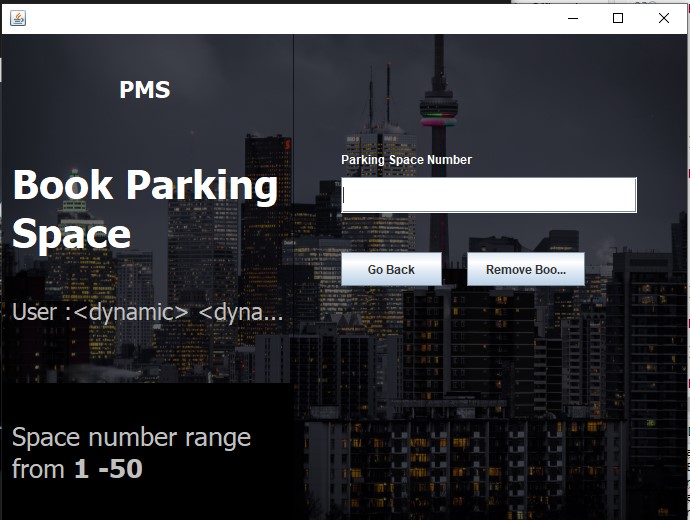 PMS
Book Parking
Space
User :<dynamic> <dyna...
Space number range
from 1 -50
Parking Space Number
Go Back
Remove Boo...